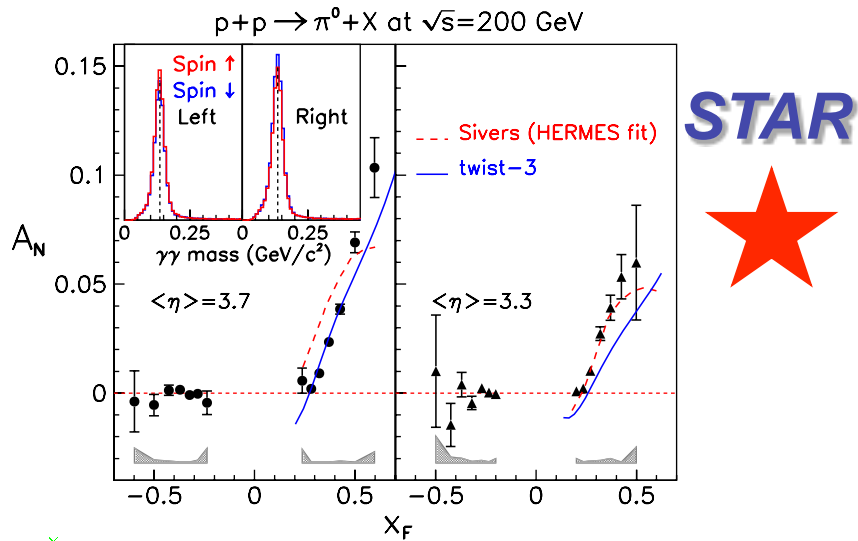 p+p → π⁰+X at √s=200 GeV
0.15
0.1
0.05
0
A_N
Spin ↑
Spin ↓
Left
Right
0
0.25
0
0.25
γγ mass (GeV/c²)
<η>=3.7
Sivers (HERMES fit)
twist-3
<η>=3.3
−0.5
0
0.5
−0.5
0
0.5
x_F
STAR